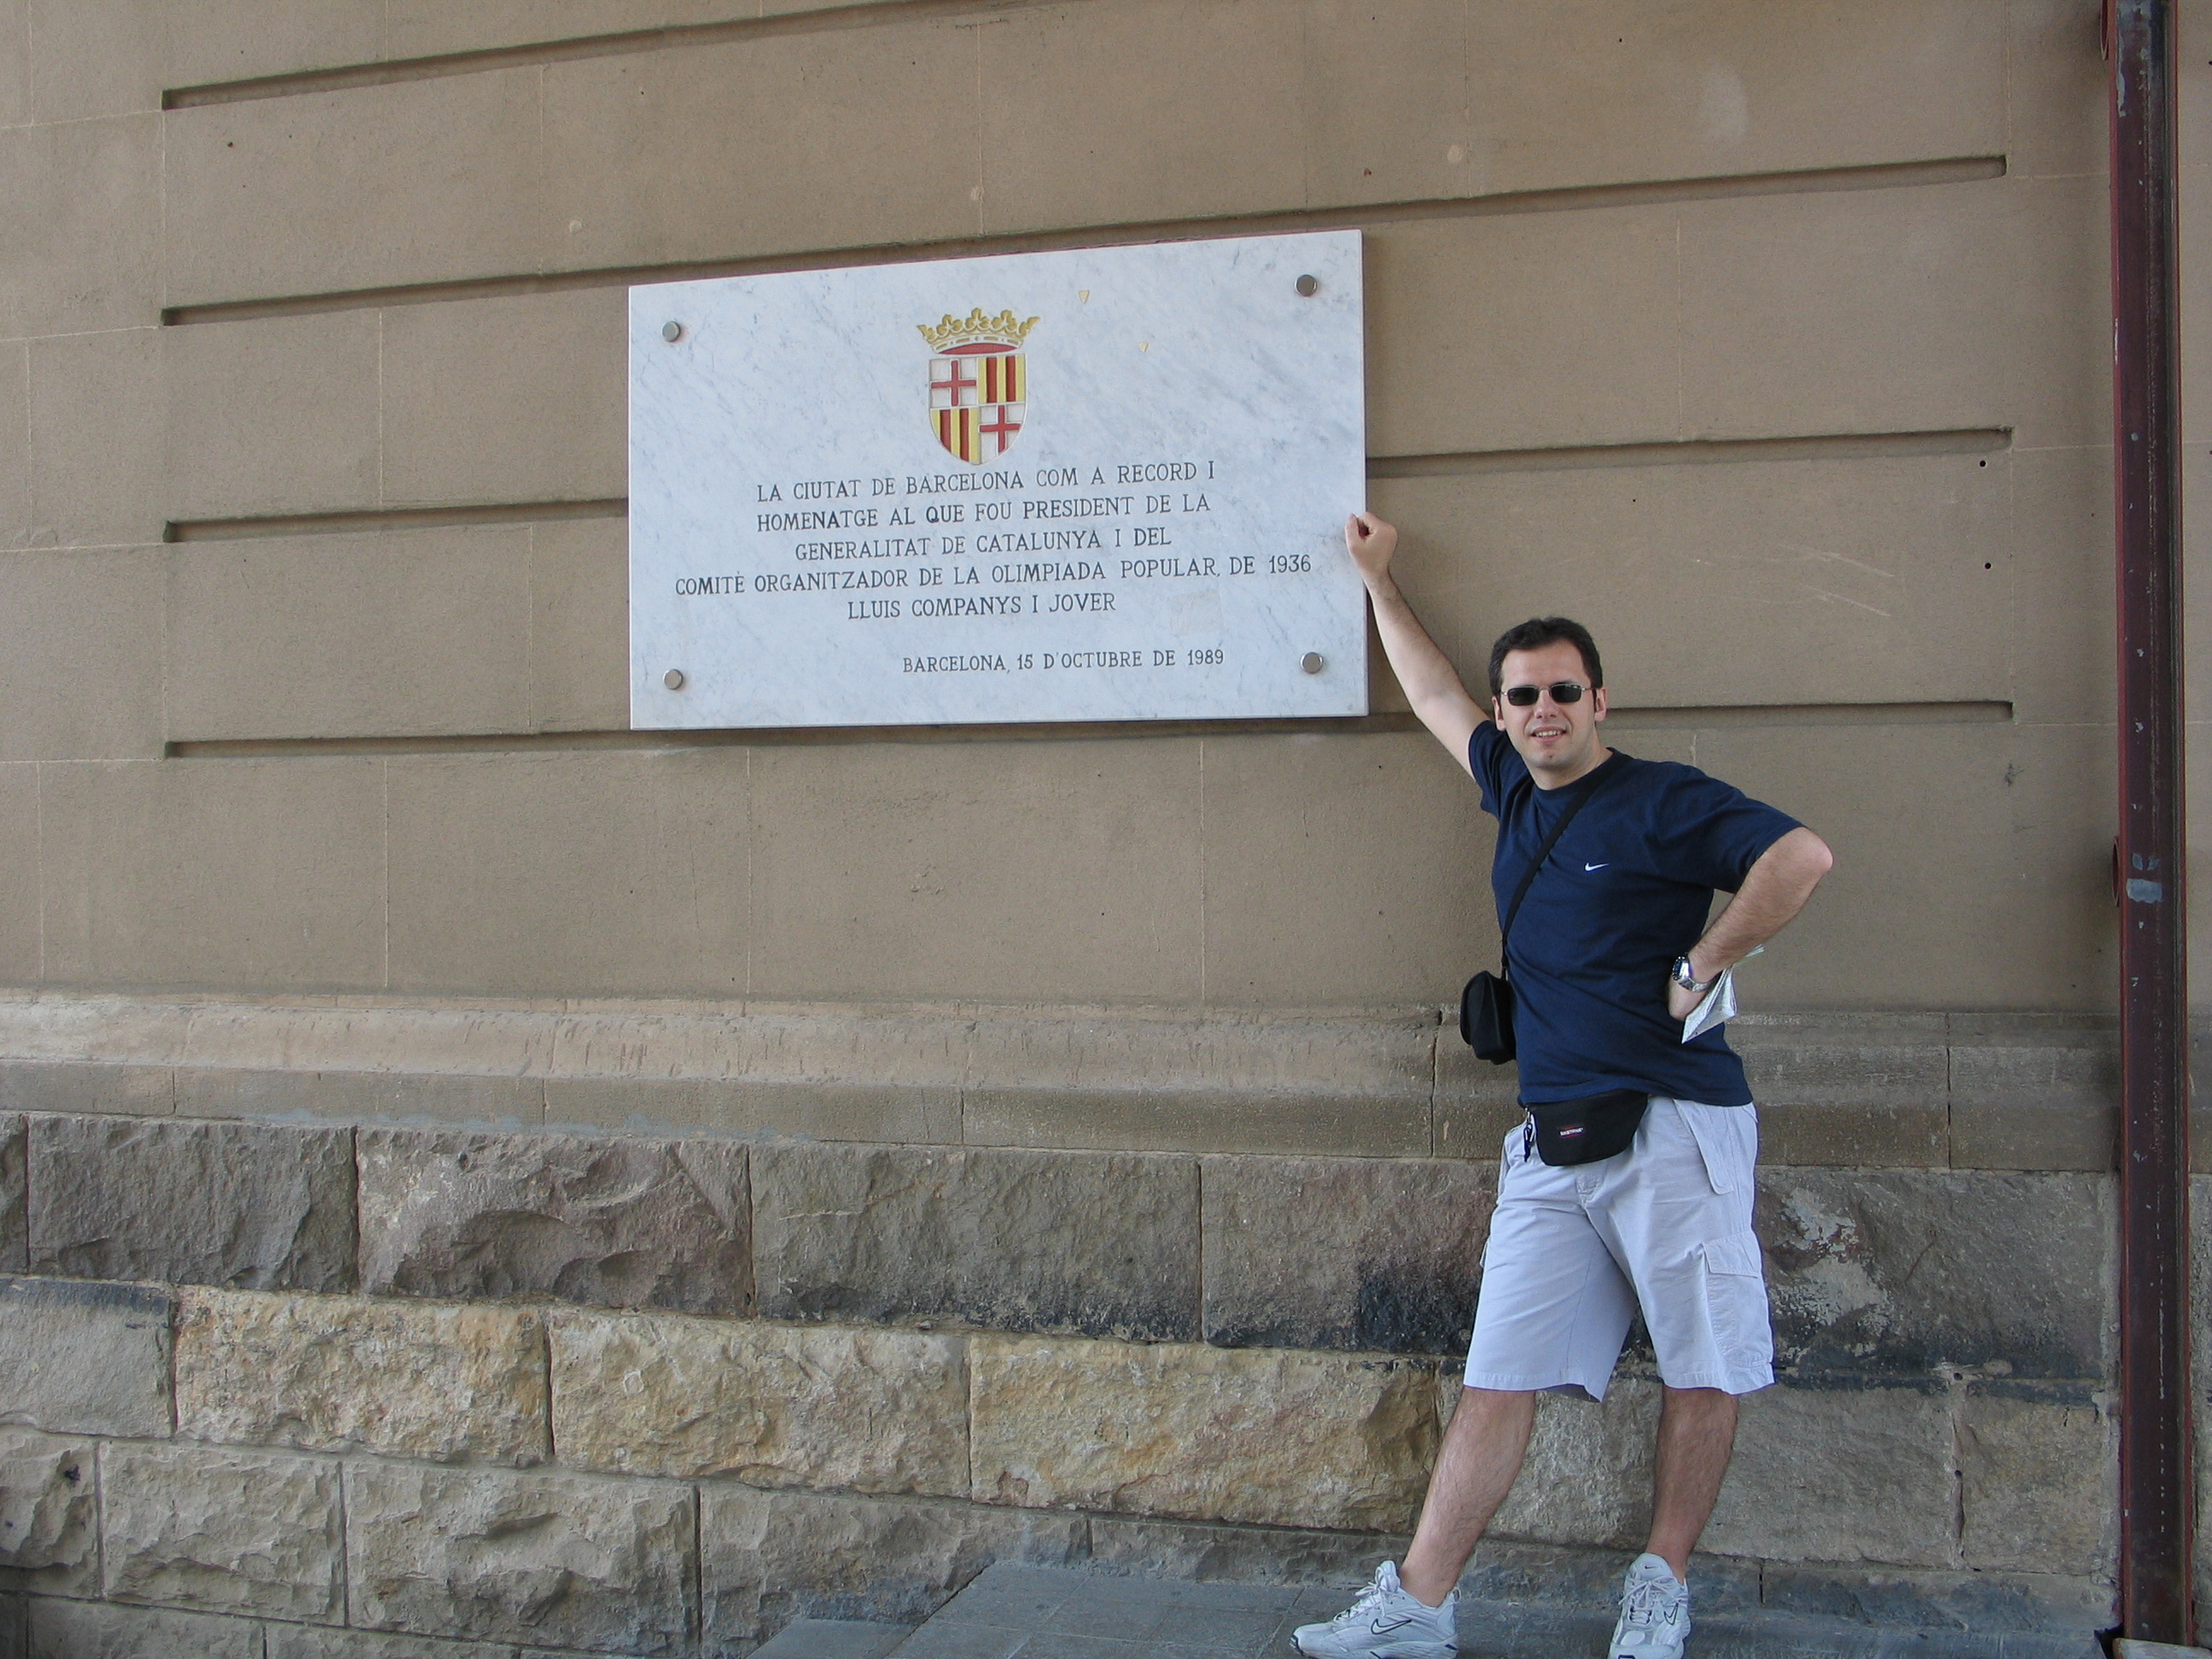 LA CIUTAT DE BARCELONA COM A RECORD I
HOMENATGE AL QUE FOU PRESIDENT DE LA
GENERALITAT DE CATALUNYA I DEL
COMITÈ ORGANITZADOR DE LA OLIMPIADA POPULAR, DE 1936
LLUIS COMPANYS I JOVER
BARCELONA, 15 D'OCTUBRE DE 1989
EASTPAK